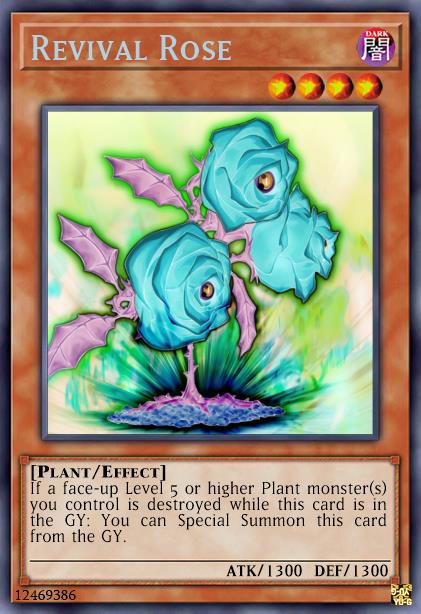 Revival Rose
DARK
闇
[Plant/Effect]
If a face-up Level 5 or higher Plant monster(s)
you control is destroyed while this card is in
the GY: You can Special Summon this card
from the GY.
ATK/1300 DEF/1300
12469386